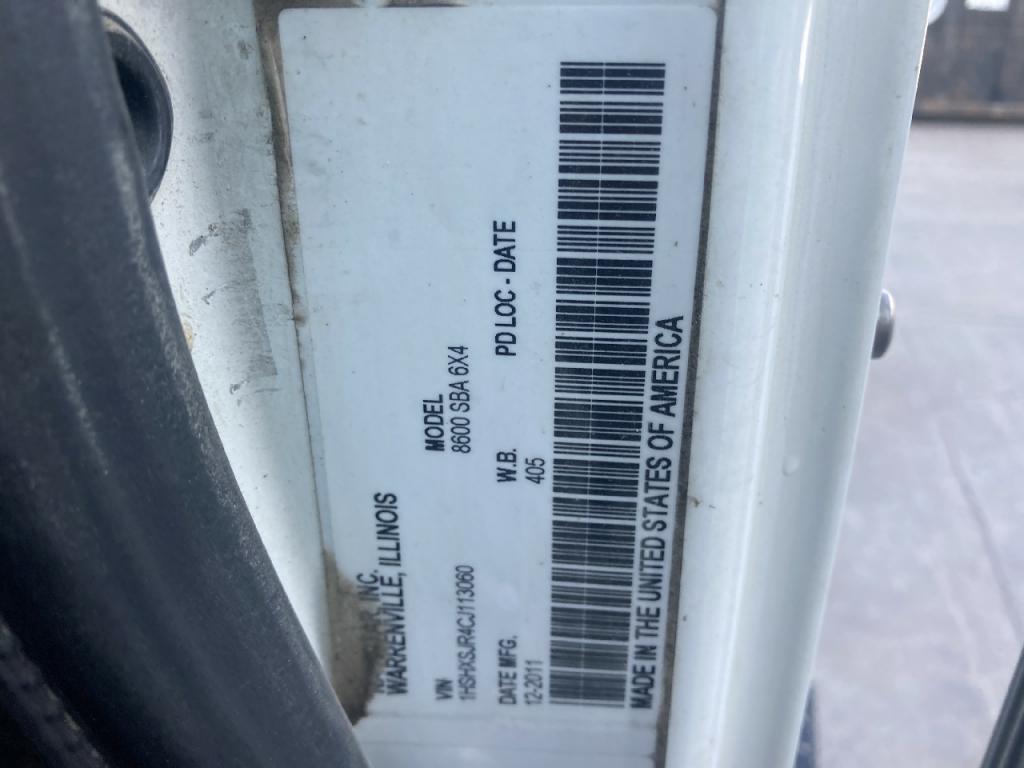 INC.
WARRENVILLE, ILLINOIS
VIN
1HSHXSJR4CJ113060
MODEL
8600 SBA 6X4
DATE MFG.
12-2011
W.B.
405
PD LOC - DATE
MADE IN THE UNITED STATES OF AMERICA